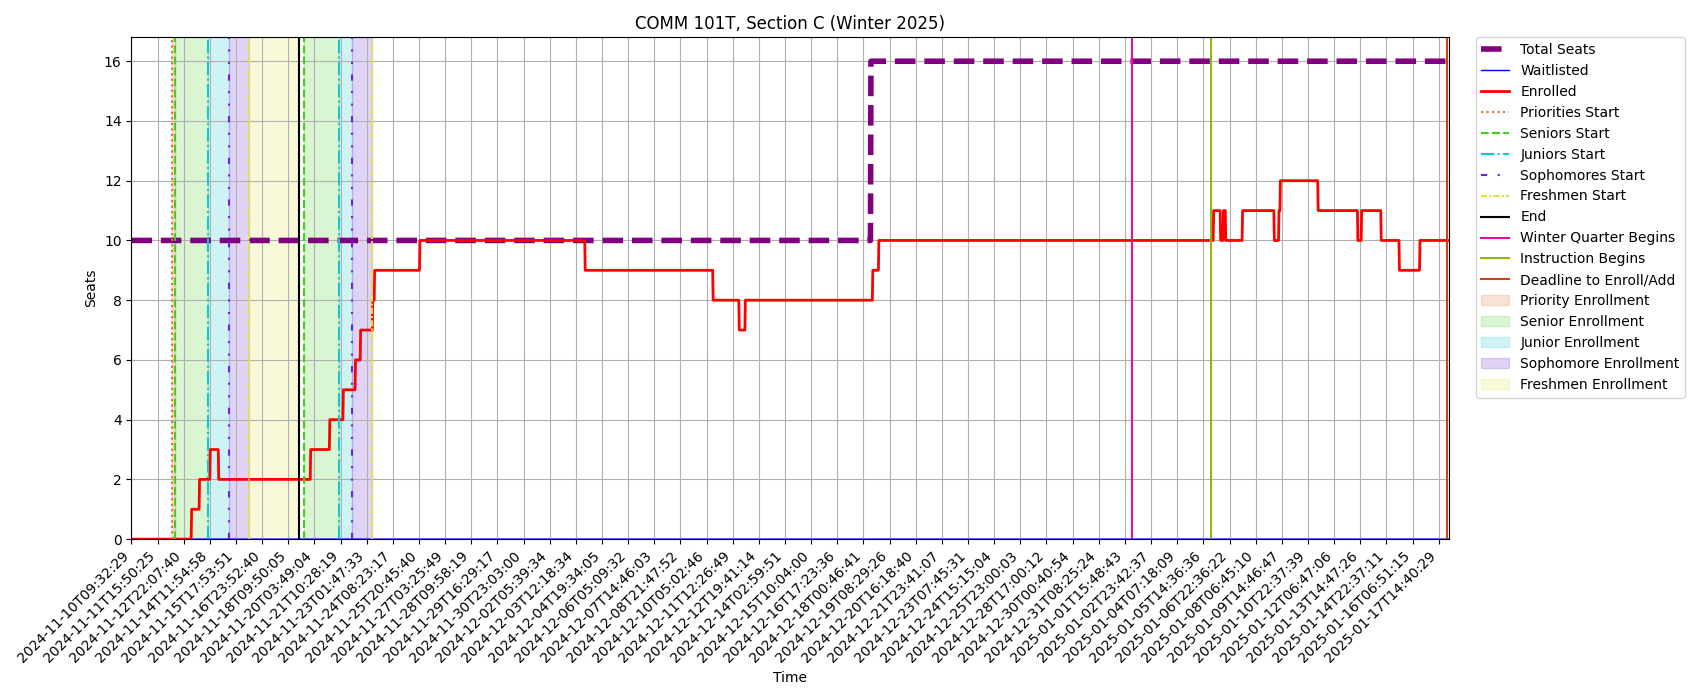 COMM 101T, Section C (Winter 2025)
Seats
16
14
12
10
8
6
4
2
0
2024-11-10T09:32:29
2024-11-11T15:50:25
2024-11-12T22:07:40
2024-11-14T11:54:58
2024-11-15T17:53:51
2024-11-16T23:52:40
2024-11-18T09:50:05
2024-11-20T03:49:04
2024-11-21T10:28:19
2024-11-23T01:47:33
2024-11-24T08:23:17
2024-11-25T20:45:40
2024-11-27T03:25:49
2024-11-28T09:58:19
2024-11-29T16:29:17
2024-11-30T23:03:00
2024-12-02T05:39:34
2024-12-03T12:18:34
2024-12-04T19:34:05
2024-12-06T05:09:32
2024-12-07T14:46:03
2024-12-08T21:47:52
2024-12-10T05:02:46
2024-12-11T12:26:49
2024-12-12T19:41:14
2024-12-14T02:59:51
2024-12-15T10:04:00
2024-12-16T17:23:36
2024-12-18T00:46:41
2024-12-19T08:29:26
2024-12-20T16:18:40
2024-12-21T23:41:07
2024-12-23T07:45:31
2024-12-24T15:15:04
2024-12-25T23:00:03
2024-12-28T17:00:12
2024-12-30T00:40:54
2024-12-31T08:25:24
2025-01-01T15:48:43
2025-01-02T23:42:37
2025-01-04T07:18:09
2025-01-05T14:36:36
2025-01-06T22:36:22
2025-01-08T06:45:10
2025-01-09T14:46:47
2025-01-10T22:37:39
2025-01-12T06:47:06
2025-01-13T14:47:26
2025-01-14T22:37:11
2025-01-16T06:51:15
2025-01-17T14:40:29
Time
Total Seats
Waitlisted
Enrolled
Priorities Start
Seniors Start
Juniors Start
Sophomores Start
Freshmen Start
End
Winter Quarter Begins
Instruction Begins
Deadline to Enroll/Add
Priority Enrollment
Senior Enrollment
Junior Enrollment
Sophomore Enrollment
Freshmen Enrollment